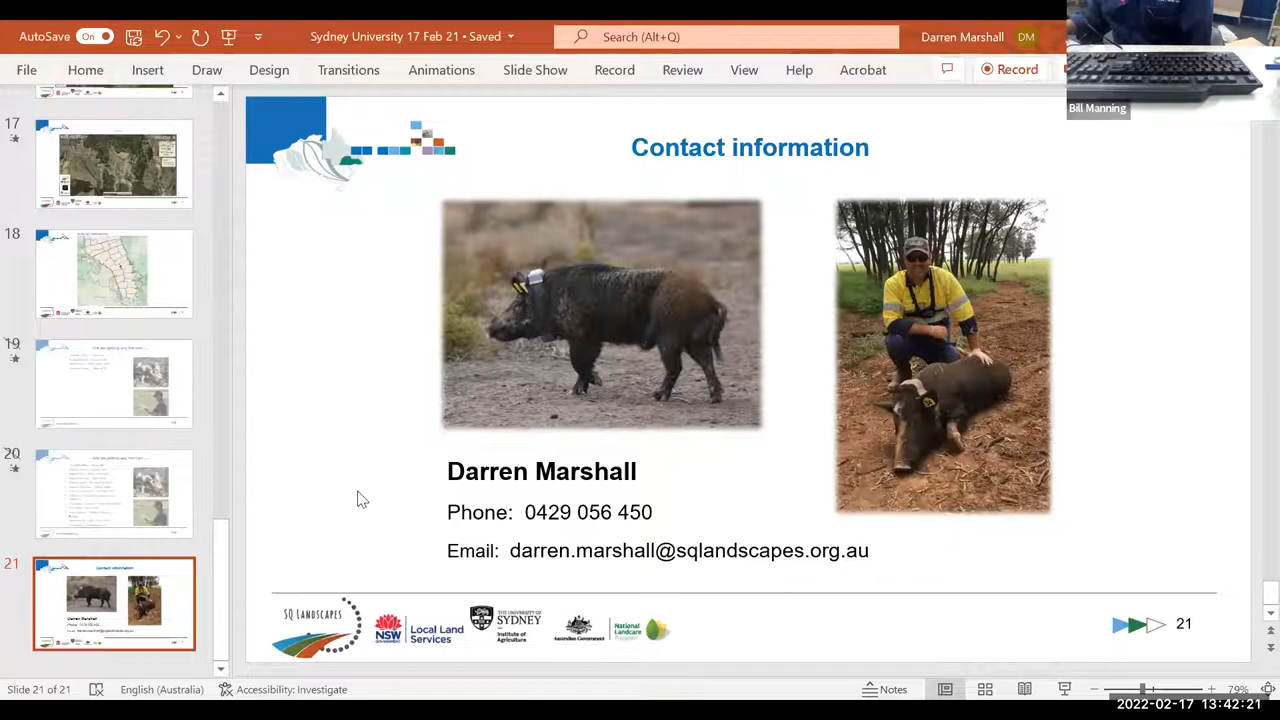 AutoSave On
Sydney University 17 Feb 21 • Saved
Search (Alt+Q)
Darren Marshall DM
File Home Insert Draw Design Slide Show Transitions Animations Record Review View Help Acrobat
Record
Bill Manning
17
18
19
20
21
Contact information
Contact information
Darren Marshall
Phone: 0429 056 450
Email: darren.marshall@sqlandscapes.org.au
SQ LANDSCAPES
NSW
GOVERNMENT
Local Land
Services
THE UNIVERSITY OF
SYDNEY
Institute of
Agriculture
Australian Government
National
Landcare
Program
21
Slide 21 of 21
English (Australia)
Accessibility: Investigate
Notes
79%
2022-02-17 13:42:21